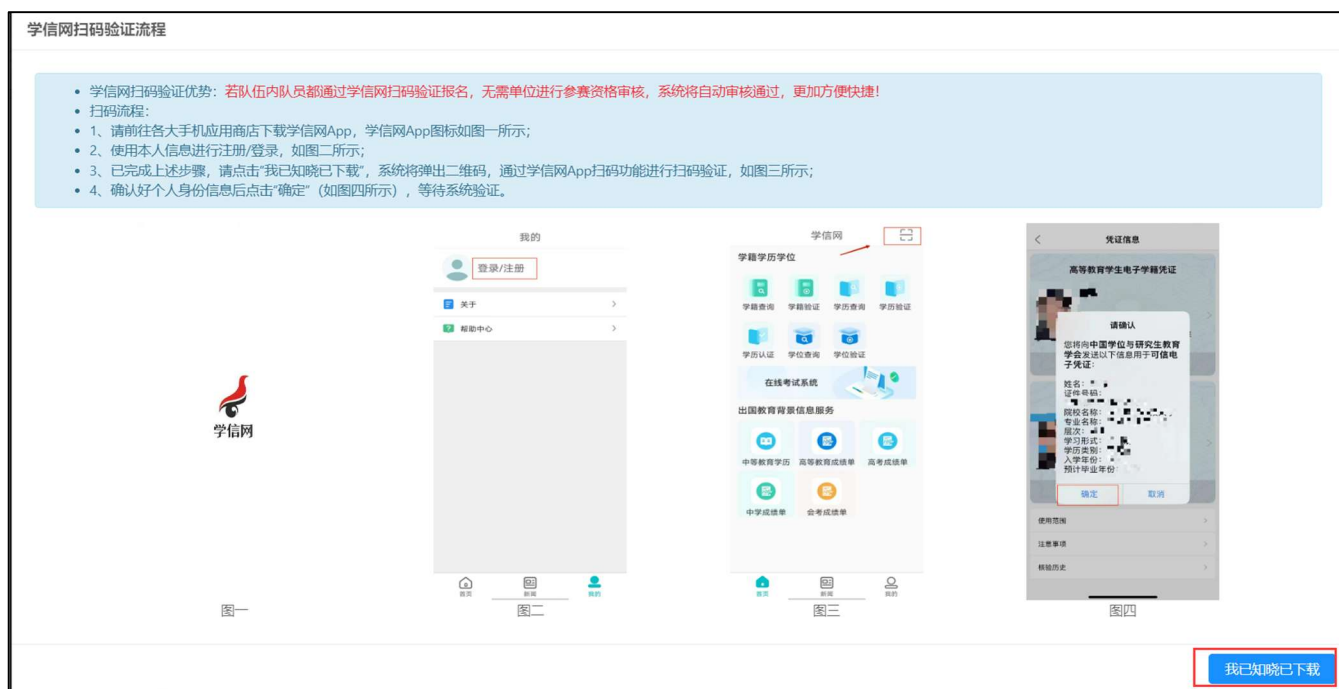 学信网扫码验证流程
• 学信网扫码验证优势：若队伍内队员都通过学信网扫码验证报名，无需单位进行参赛资格审核，系统将自动审核通过，更加方便快捷！
• 扫码流程：
• 1、请前往各大手机应用商店下载学信网App，学信网App图标如图一所示；
• 2、使用本人信息进行注册/登录，如图二所示；
• 3、已完成上述步骤，请点击“我已知晓已下载”，系统将弹出二维码，通过学信网App扫码功能进行扫码验证，如图三所示；
• 4、确认好个人身份信息后点击“确定”（如图四所示），等待系统验证。
学信网
图一
我的
登录/注册
关于
帮助中心
首页 新闻 我的
图二
学信网
学籍学历学位
学籍查询 学籍验证 学历查询 学历验证
学历认证 学位查询 学位验证
在线考试系统
出国教育背景信息服务
中等教育学历 高等教育成绩单 高考成绩单
中学成绩单 会考成绩单
首页 新闻 我的
图三
凭证信息
高等教育学生电子学籍凭证
请确认
您将向中国学位与研究生教育
学会发送以下信息用于可信电
子凭证：
姓名：
证件号码：
院校名称：
专业名称：
层次：
学习形式：
学历类别：
入学年份：
预计毕业年份：
确定 取消
使用范围
注意事项
核验历史
图四
我已知晓已下载